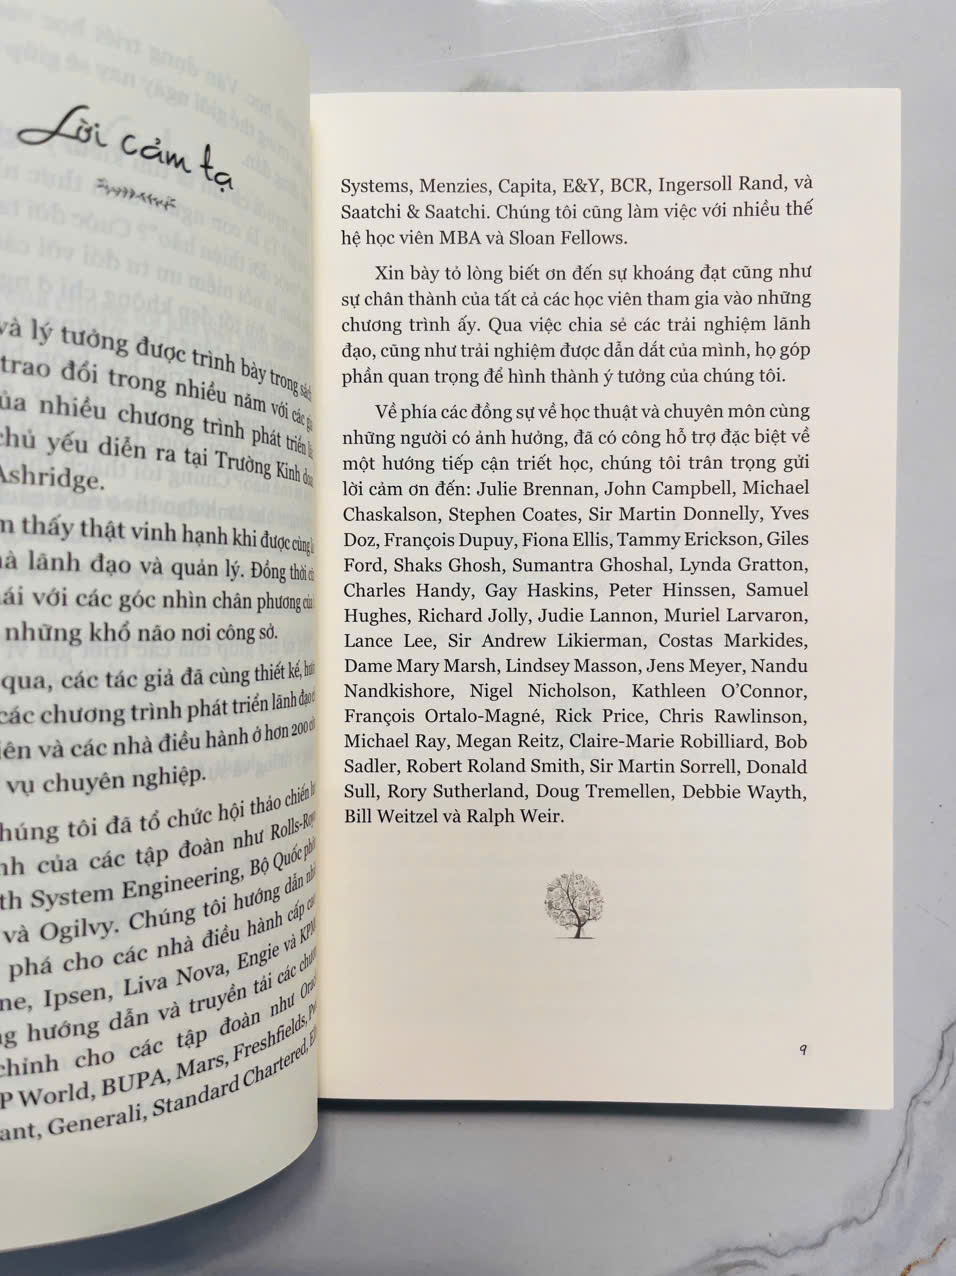 Lời cảm tạ
và lý tưởng được trình bày trong sách
trao đổi trong nhiều năm với các
của nhiều chương trình phát triển
chủ yếu diễn ra tại Trường Kinh
Ashridge.
thấy thật vinh hạnh khi được cùng
lãnh đạo và quản lý. Đồng thời
với các góc nhìn chân phương của
những khổ não nơi công sở.
qua, các tác giả đã cùng thiết kế,
các chương trình phát triển lãnh đạo
và các nhà điều hành ở hơn 200
vụ chuyên nghiệp.
húng tôi đã tổ chức hội thảo chiến
của các tập đoàn như
System Engineering, Bộ Quốc
và Ogilvy. Chúng tôi hướng dẫn
phá cho các nhà điều hành cấp
Ipsen, Liva Nova, Engie và
hướng dẫn và truyền tải các
chỉnh cho các tập đoàn như
P World, BUPA, Mars, Freshfields,
Generali, Standard Chartered,
Systems, Menzies, Capita, E&Y, BCR, Ingersoll Rand, và
Saatchi & Saatchi. Chúng tôi cũng làm việc với nhiều thế
hệ học viên MBA và Sloan Fellows.
Xin bày tỏ lòng biết ơn đến sự khoáng đạt cũng như
sự chân thành của tất cả các học viên tham gia vào những
chương trình ấy. Qua việc chia sẻ các trải nghiệm lãnh
đạo, cũng như trải nghiệm được dẫn dắt của mình, họ góp
phần quan trọng để hình thành ý tưởng của chúng tôi.
Về phía các đồng sự về học thuật và chuyên môn cùng
những người có ảnh hưởng, đã có công hỗ trợ đặc biệt về
một hướng tiếp cận triết học, chúng tôi trân trọng gửi
lời cảm ơn đến: Julie Brennan, John Campbell, Michael
Chaskalson, Stephen Coates, Sir Martin Donnelly, Yves
Doz, François Dupuy, Fiona Ellis, Tammy Erickson, Giles
Ford, Shaks Ghosh, Sumantra Ghoshal, Lynda Gratton,
Charles Handy, Gay Haskins, Peter Hinssen, Samuel
Hughes, Richard Jolly, Judie Lannon, Muriel Larvaron,
Lance Lee, Sir Andrew Likierman, Costas Markides,
Dame Mary Marsh, Lindsey Masson, Jens Meyer, Nandu
Nandkishore, Nigel Nicholson, Kathleen O’Connor,
François Ortalo-Magné, Rick Price, Chris Rawlinson,
Michael Ray, Megan Reitz, Claire-Marie Robilliard, Bob
Sadler, Robert Roland Smith, Sir Martin Sorrell, Donald
Sull, Rory Sutherland, Doug Tremellen, Debbie Wayth,
Bill Weitzel và Ralph Weir.
9